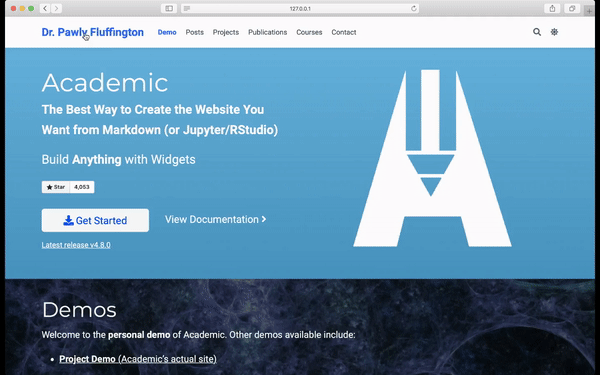 127.0.0.1
Dr. Pawly Fluffington
Demo Posts Projects Publications Courses Contact
Academic
The Best Way to Create the Website You
Want from Markdown (or Jupyter/RStudio)
Build Anything with Widgets
Star 4,053
Get Started
View Documentation
Latest release v4.8.0
Demos
Welcome to the personal demo of Academic. Other demos available include:
Project Demo (Academic's actual site)